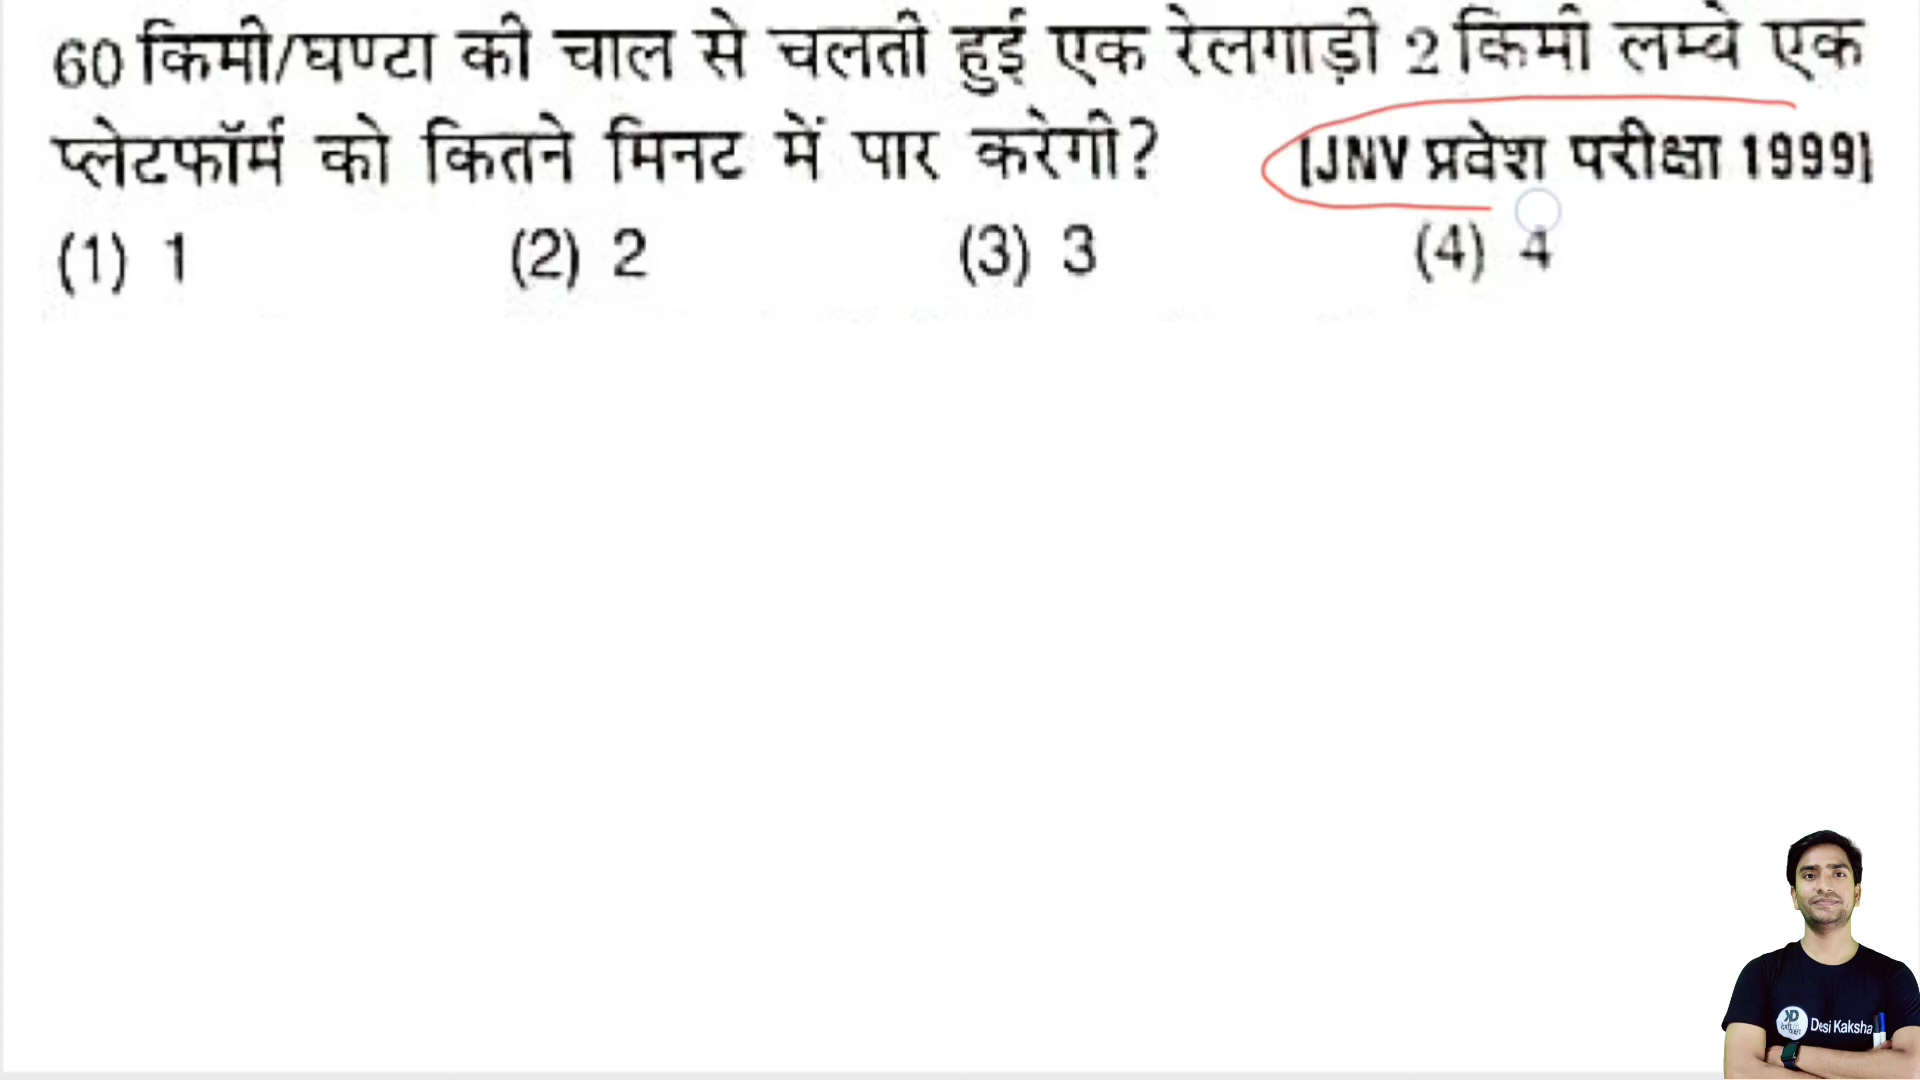 60 किमी/घण्टा की चाल से चलती हुई एक रेलगाड़ी 2 किमी लम्बे एक
प्लेटफॉर्म को कितने मिनट में पार करेगी? [JNV प्रवेश परीक्षा 1999]
(1) 1 (2) 2 (3) 3 (4) 4
KD
Desi Kaksha